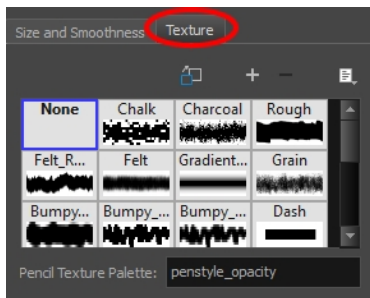 Size and Smoothness Texture
None Chalk Charcoal Rough
Felt_R... Felt Gradient... Grain
Bumpy... Bumpy_... Bumpy_... Dash
Pencil Texture Palette: penstyle_opacity